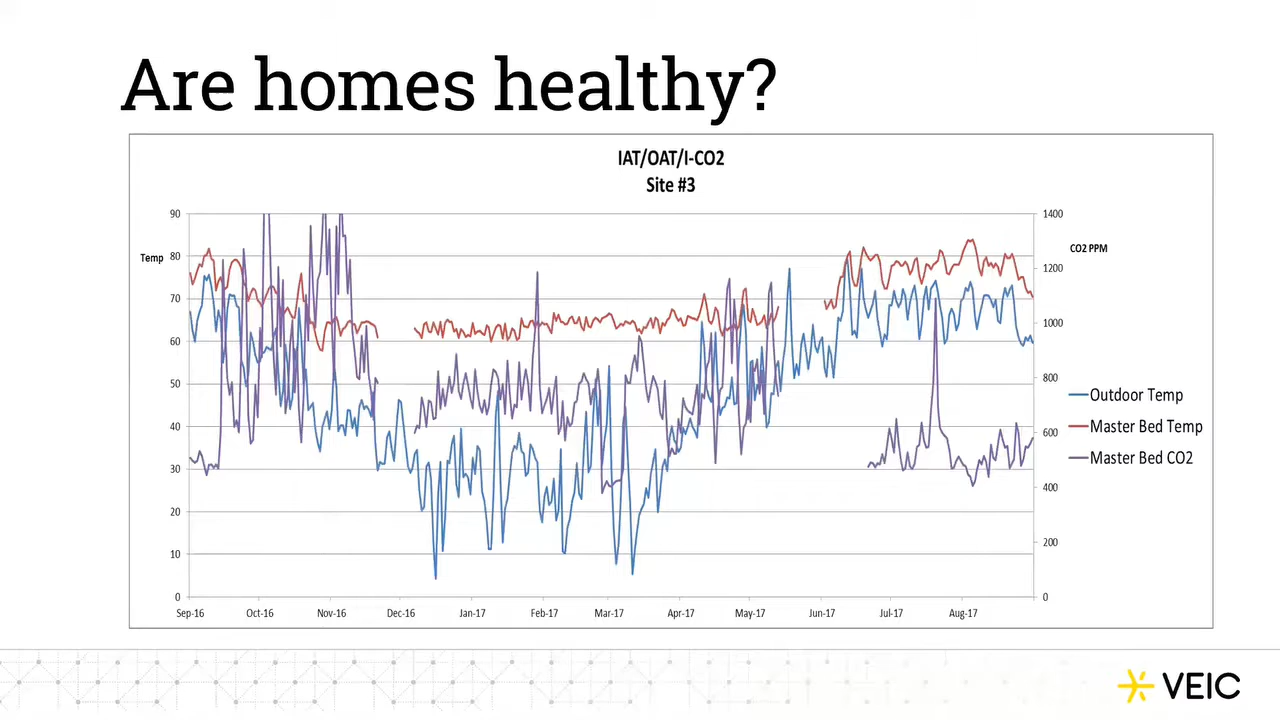 Are homes healthy?
IAT/OAT/I-CO2
Site #3
Temp
CO2 PPM
90
80
70
60
50
40
30
20
10
0
1400
1200
1000
800
600
400
200
0
Sep-16 Oct-16 Nov-16 Dec-16 Jan-17 Feb-17 Mar-17 Apr-17 May-17 Jun-17 Jul-17 Aug-17
Outdoor Temp
Master Bed Temp
Master Bed CO2
VEIC